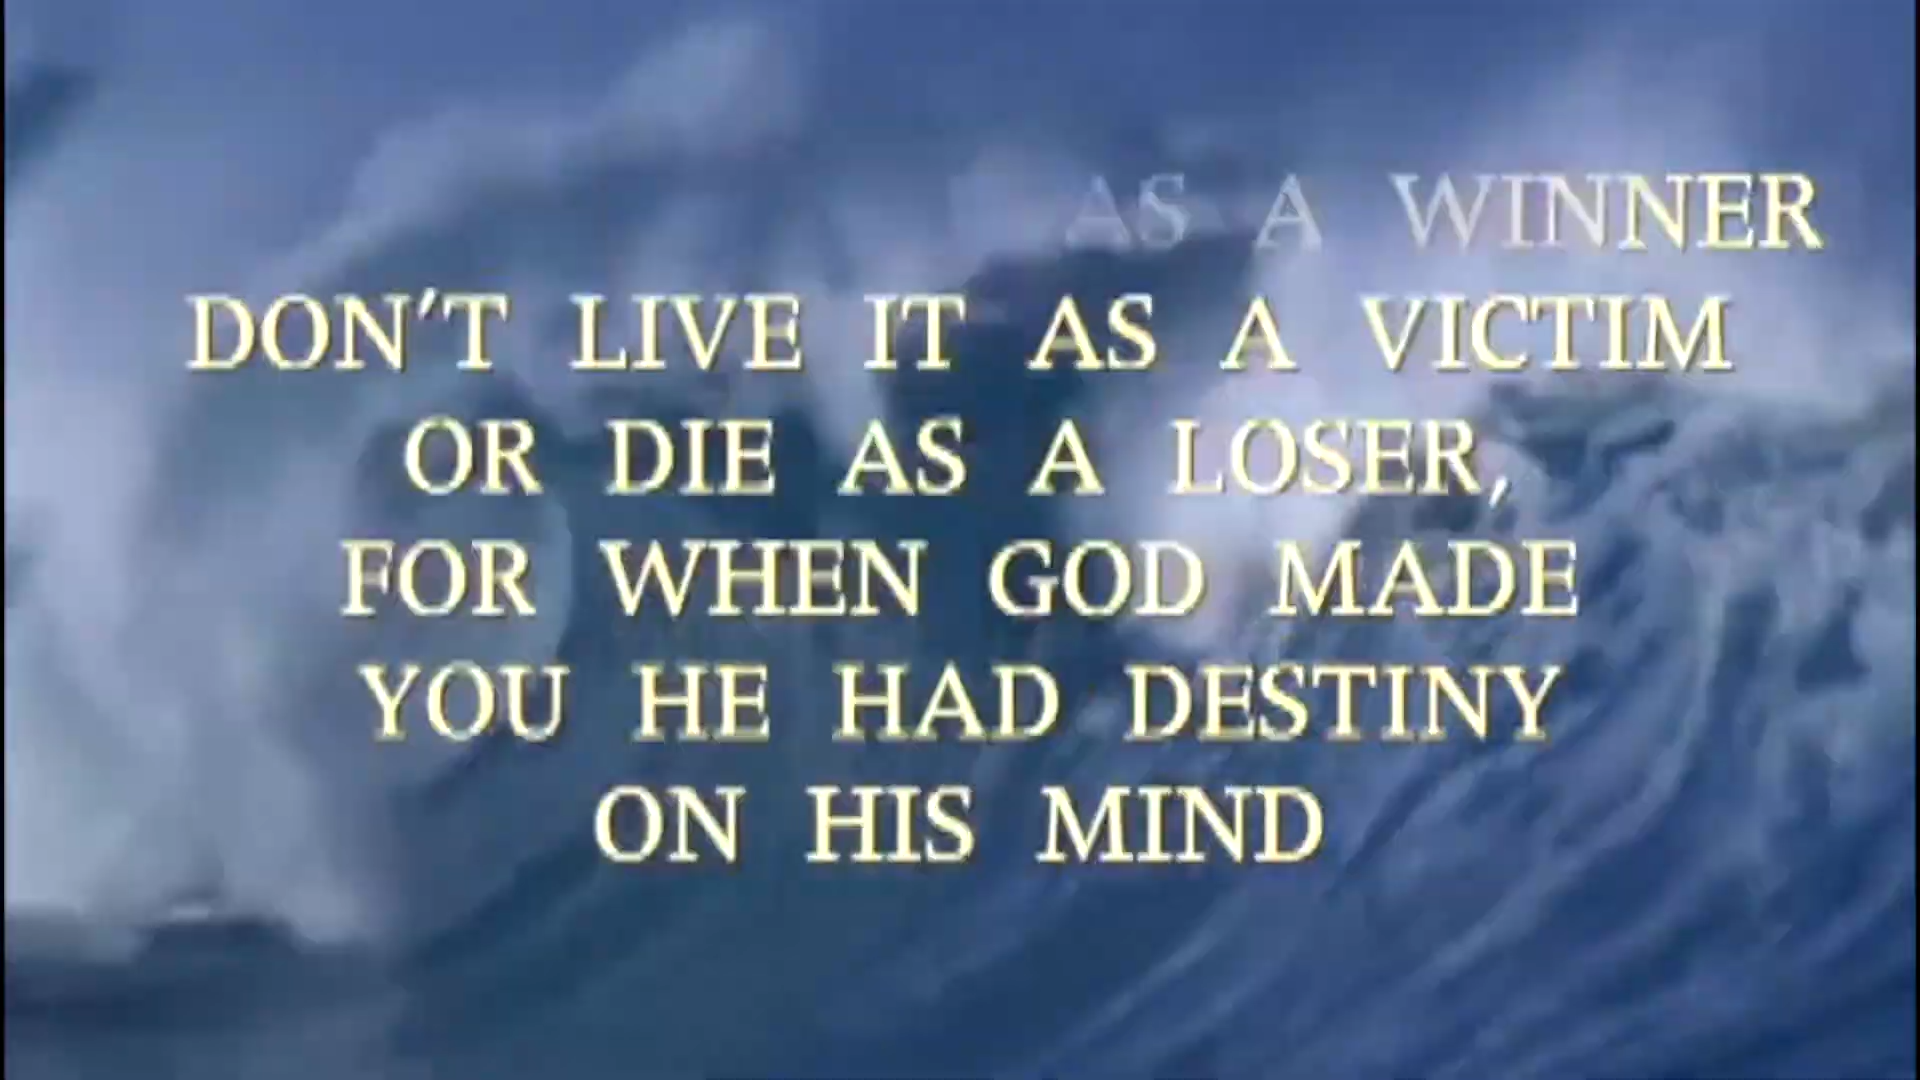 AS A WINNER
DON'T LIVE IT AS A VICTIM
OR DIE AS A LOSER,
FOR WHEN GOD MADE
YOU HE HAD DESTINY
ON HIS MIND